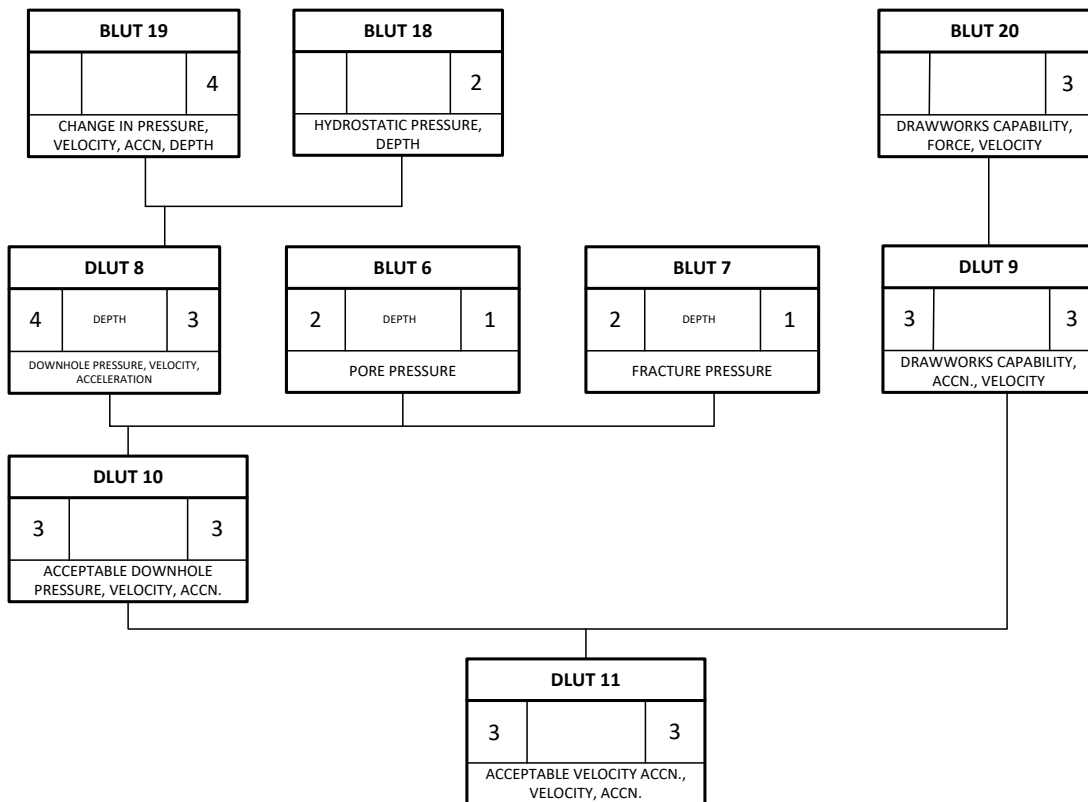 BLUT 19
4
CHANGE IN PRESSURE,
VELOCITY, ACCN, DEPTH
BLUT 18
2
HYDROSTATIC PRESSURE,
DEPTH
BLUT 20
3
DRAWWORKS CAPABILITY,
FORCE, VELOCITY
DLUT 8
4 DEPTH 3
DOWNHOLE PRESSURE, VELOCITY,
ACCELERATION
BLUT 6
2 DEPTH 1
PORE PRESSURE
BLUT 7
2 DEPTH 1
FRACTURE PRESSURE
DLUT 9
3 3
DRAWWORKS CAPABILITY,
ACCN., VELOCITY
DLUT 10
3 3
ACCEPTABLE DOWNHOLE
PRESSURE, VELOCITY, ACCN.
DLUT 11
3 3
ACCEPTABLE VELOCITY ACCN.,
VELOCITY, ACCN.